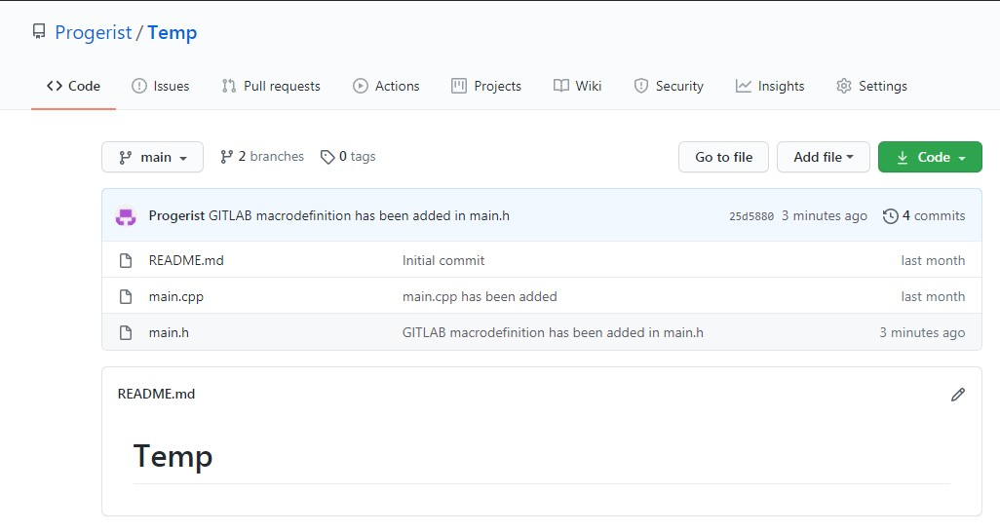 Progerist / Temp
Code Issues Pull requests Actions Projects Wiki Security Insights Settings
main 2 branches 0 tags Go to file Add file Code
Progerist GITLAB macrodefinition has been added in main.h 25d5880 3 minutes ago 4 commits
README.md Initial commit last month
main.cpp main.cpp has been added last month
main.h GITLAB macrodefinition has been added in main.h 3 minutes ago
README.md
Temp